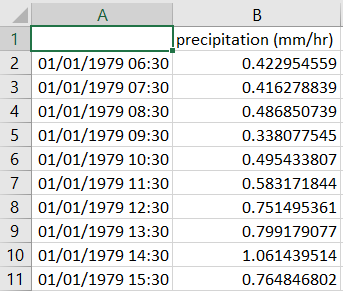 A B
1 precipitation (mm/hr)
2 01/01/1979 06:30 0.422954559
3 01/01/1979 07:30 0.416278839
4 01/01/1979 08:30 0.486850739
5 01/01/1979 09:30 0.338077545
6 01/01/1979 10:30 0.495433807
7 01/01/1979 11:30 0.583171844
8 01/01/1979 12:30 0.751495361
9 01/01/1979 13:30 0.799179077
10 01/01/1979 14:30 1.061439514
11 01/01/1979 15:30 0.764846802